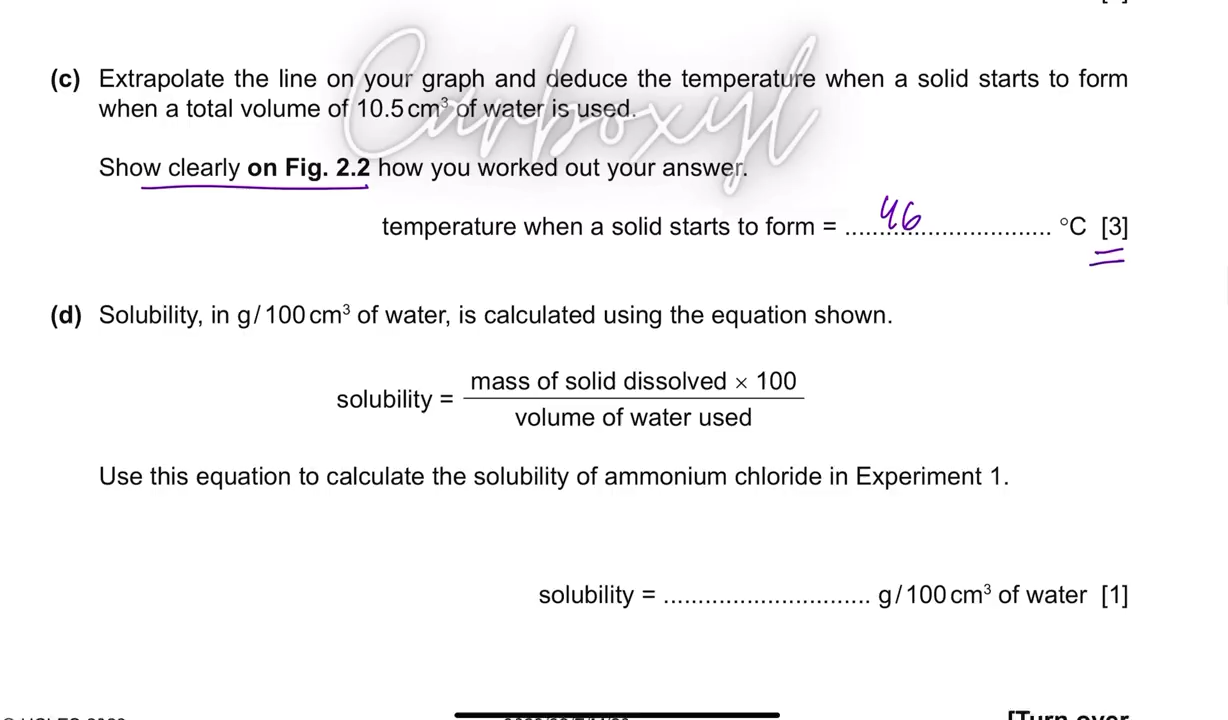 Carboxyl
(c) Extrapolate the line on your graph and deduce the temperature when a solid starts to form
when a total volume of 10.5 cm³ of water is used.
Show clearly on Fig. 2.2 how you worked out your answer.
temperature when a solid starts to form = ..... 46 ..................... °C [3]
(d) Solubility, in g/100 cm³ of water, is calculated using the equation shown.
solubility = mass of solid dissolved × 100
volume of water used
Use this equation to calculate the solubility of ammonium chloride in Experiment 1.
solubility = .............................. g/100 cm³ of water [1]
[Turn over